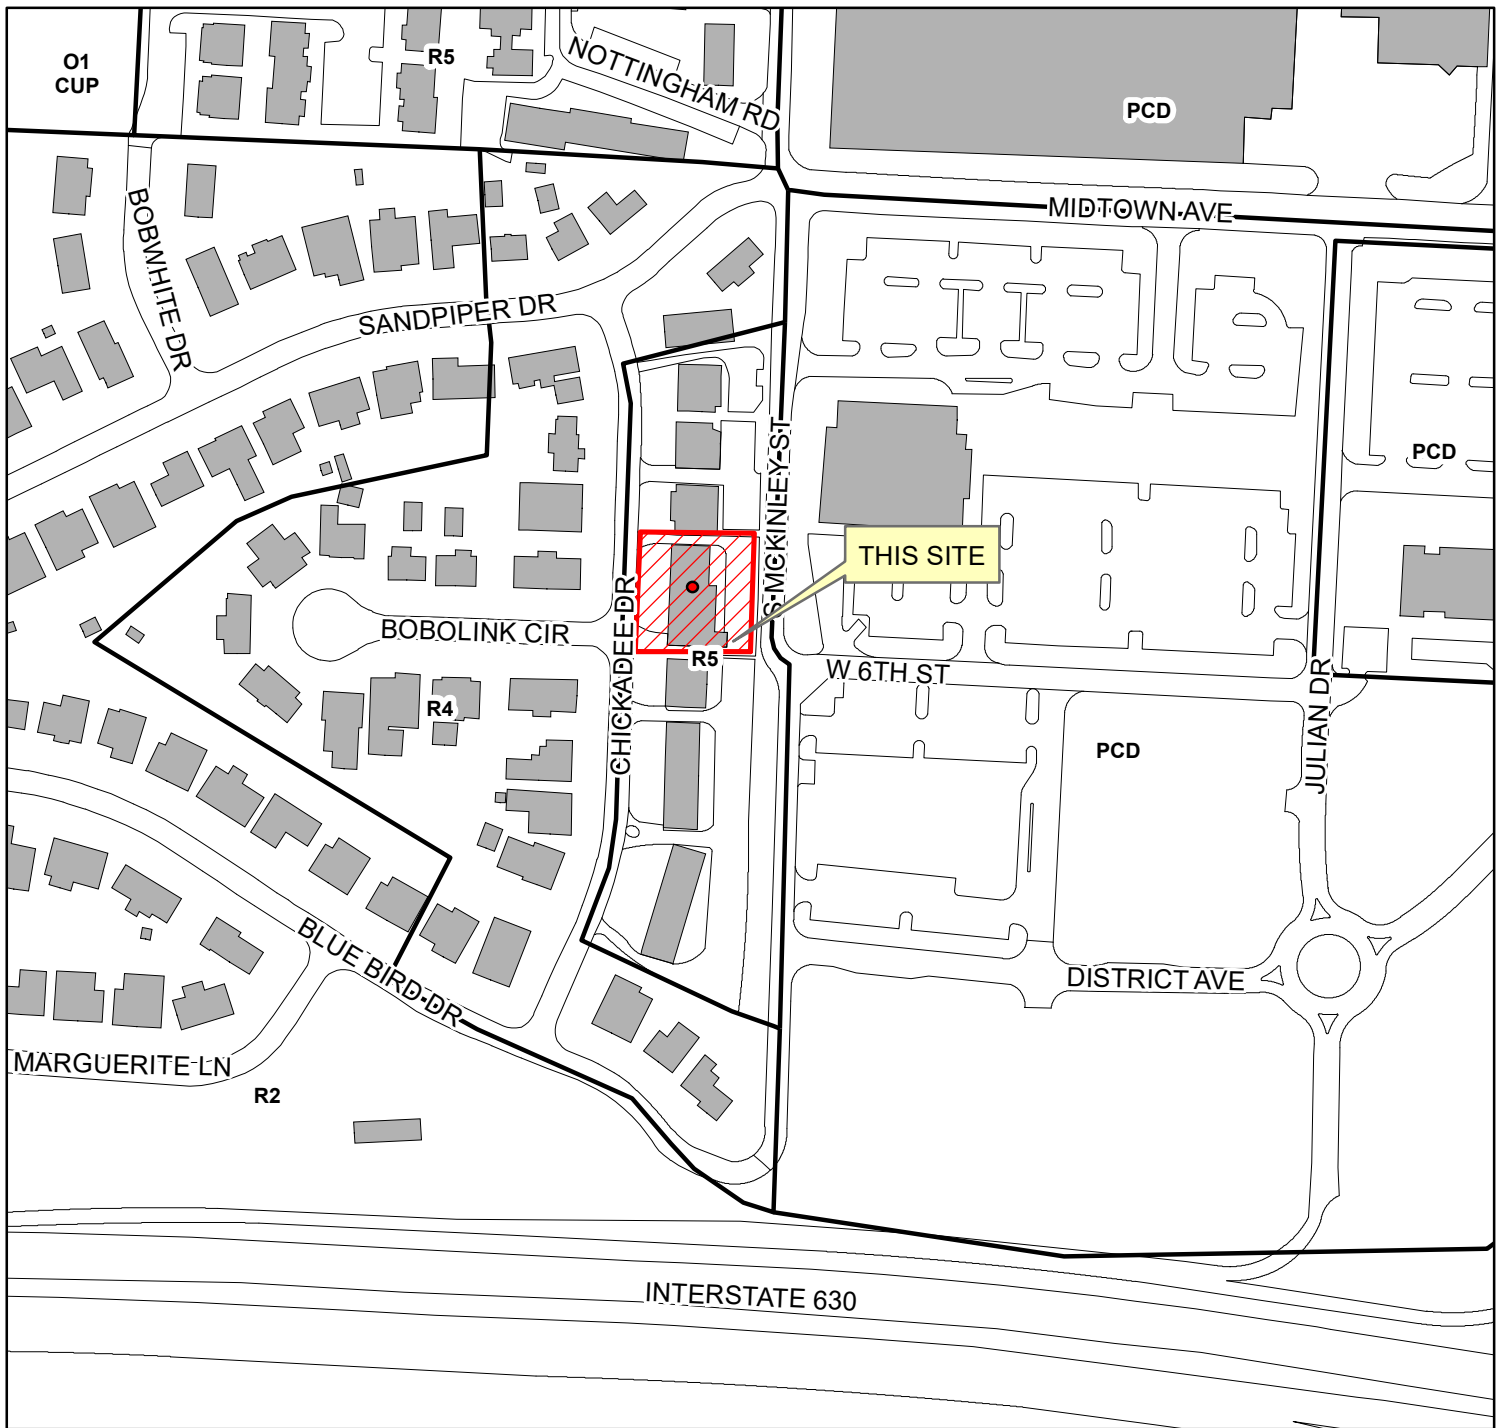 O1
CUP
R5
NOTTINGHAM RD
PCD
MIDTOWN AVE
BOBWHITE DR
SANDPIPER DR
S MCKINLEY ST
PCD
THIS SITE
CHICKADEE DR
BOBOLINK CIR
R5
W 6TH ST
R4
JULIAN DR
PCD
BLUE BIRD DR
DISTRICT AVE
MARGUERITE LN
R2
INTERSTATE 630